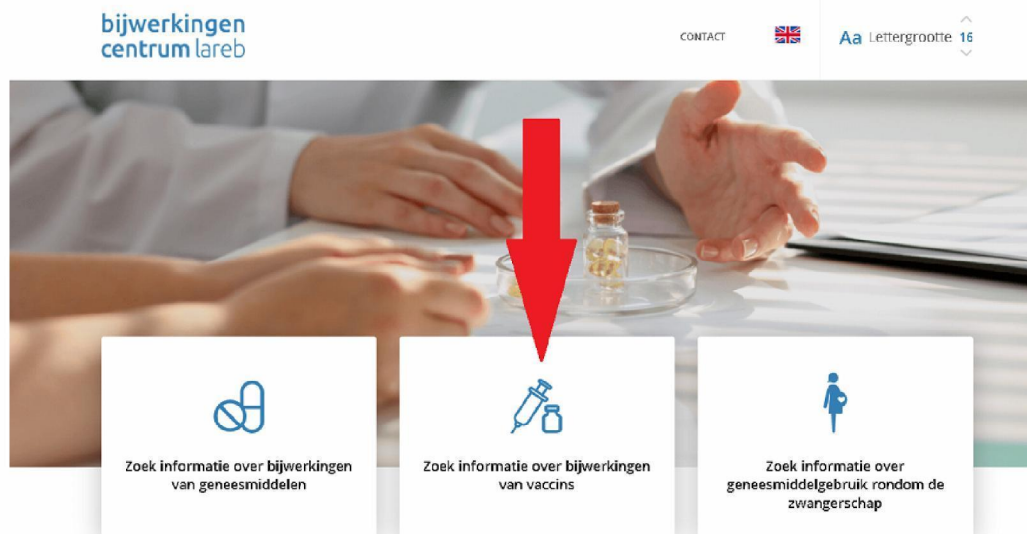 bijwerkingen
centrum lareb
CONTACT
Aa Lettergrootte 16
Zoek informatie over bijwerkingen
van geneesmiddelen
Zoek informatie over bijwerkingen
van vaccins
Zoek informatie over
geneesmiddelgebruik rondom de
zwangerschap